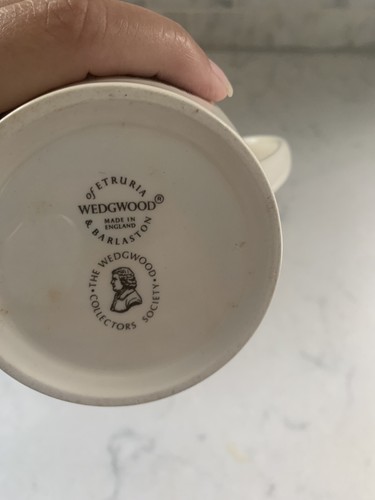 of ETRURIA
WEDGWOOD®
MADE IN
ENGLAND
& BARLASTON
• THE WEDGWOOD •
COLLECTORS SOCIETY